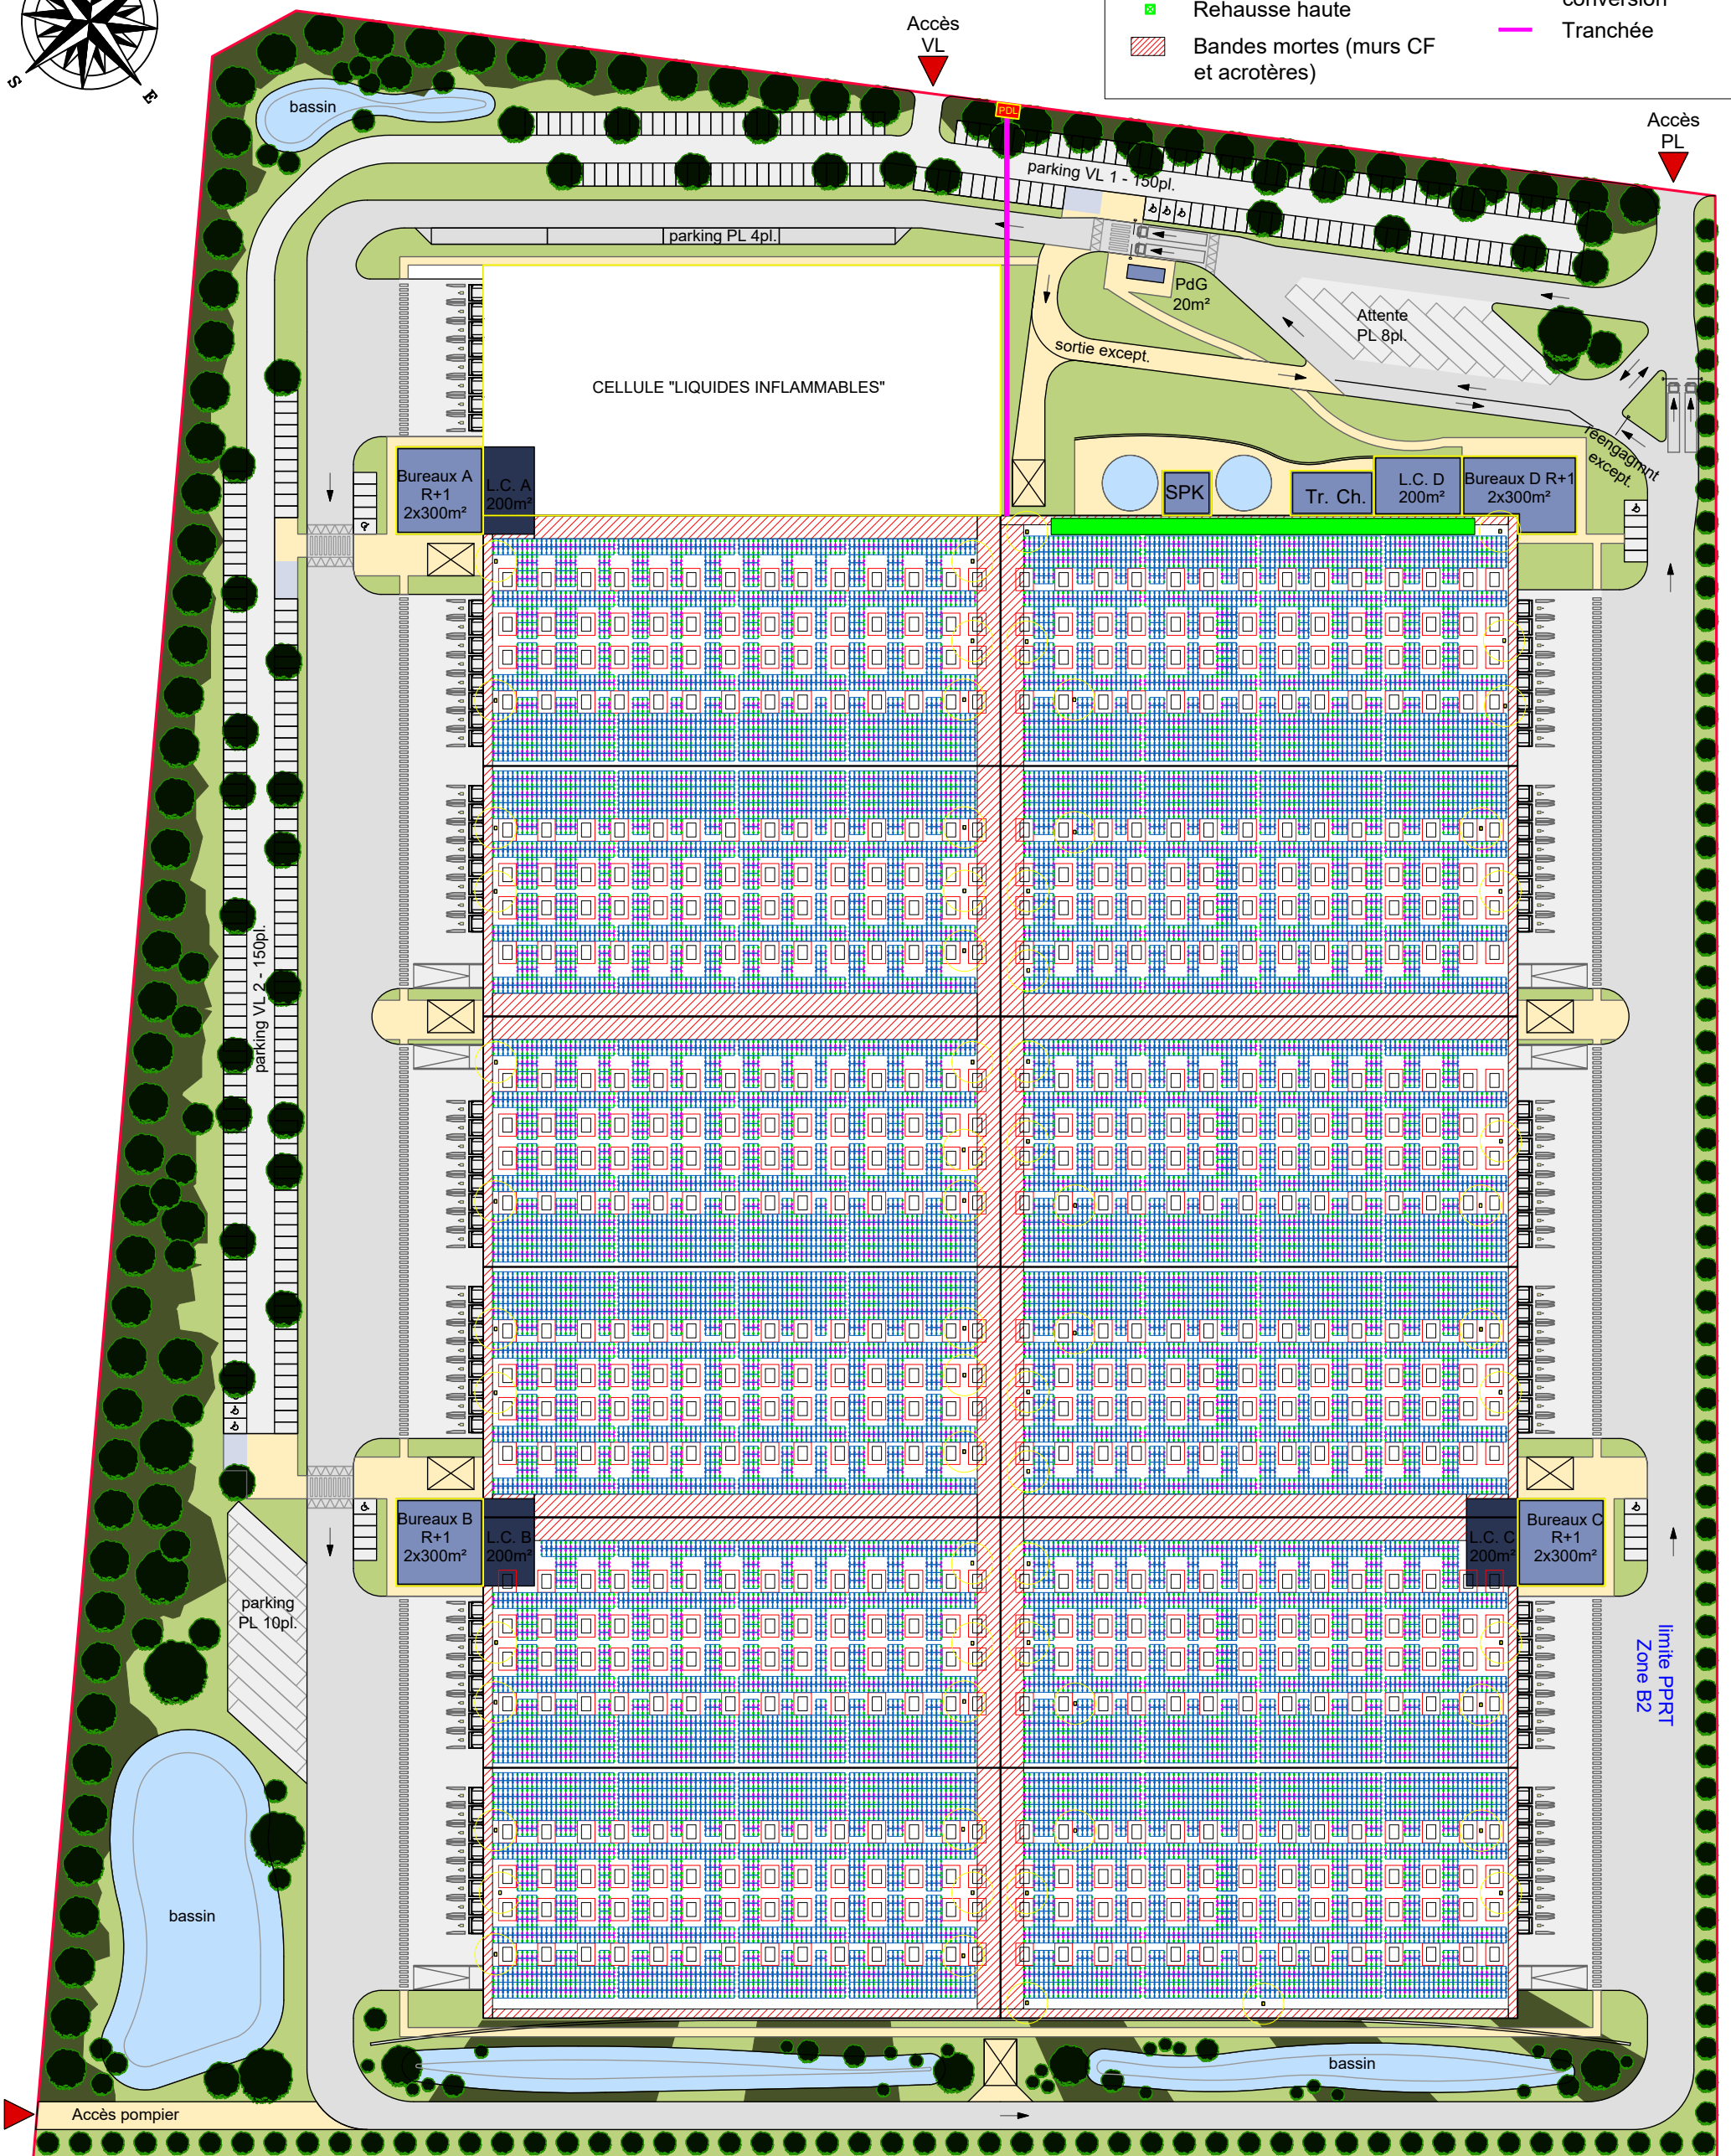 conversion
Rehausse haute
Tranchée
Bandes mortes (murs CF
et acrotères)
S
E
Accès
VL
PDL
Accès
PL
bassin
parking VL 1 - 150pl.
parking PL 4pl.
PdG
20m²
Attente
PL 8pl.
sortie except.
CELLULE "LIQUIDES INFLAMMABLES"
réengagmnt
except.
Bureaux A
R+1
2x300m²
L.C. A
200m²
SPK
Tr. Ch.
L.C. D
200m²
Bureaux D R+1
2x300m²
parking VL 2 - 150pl.
Bureaux B
R+1
2x300m²
L.C. B
200m²
L.C. C
200m²
Bureaux C
R+1
2x300m²
parking
PL 10pl.
limite PPRT
Zone B2
bassin
bassin
Accès pompier